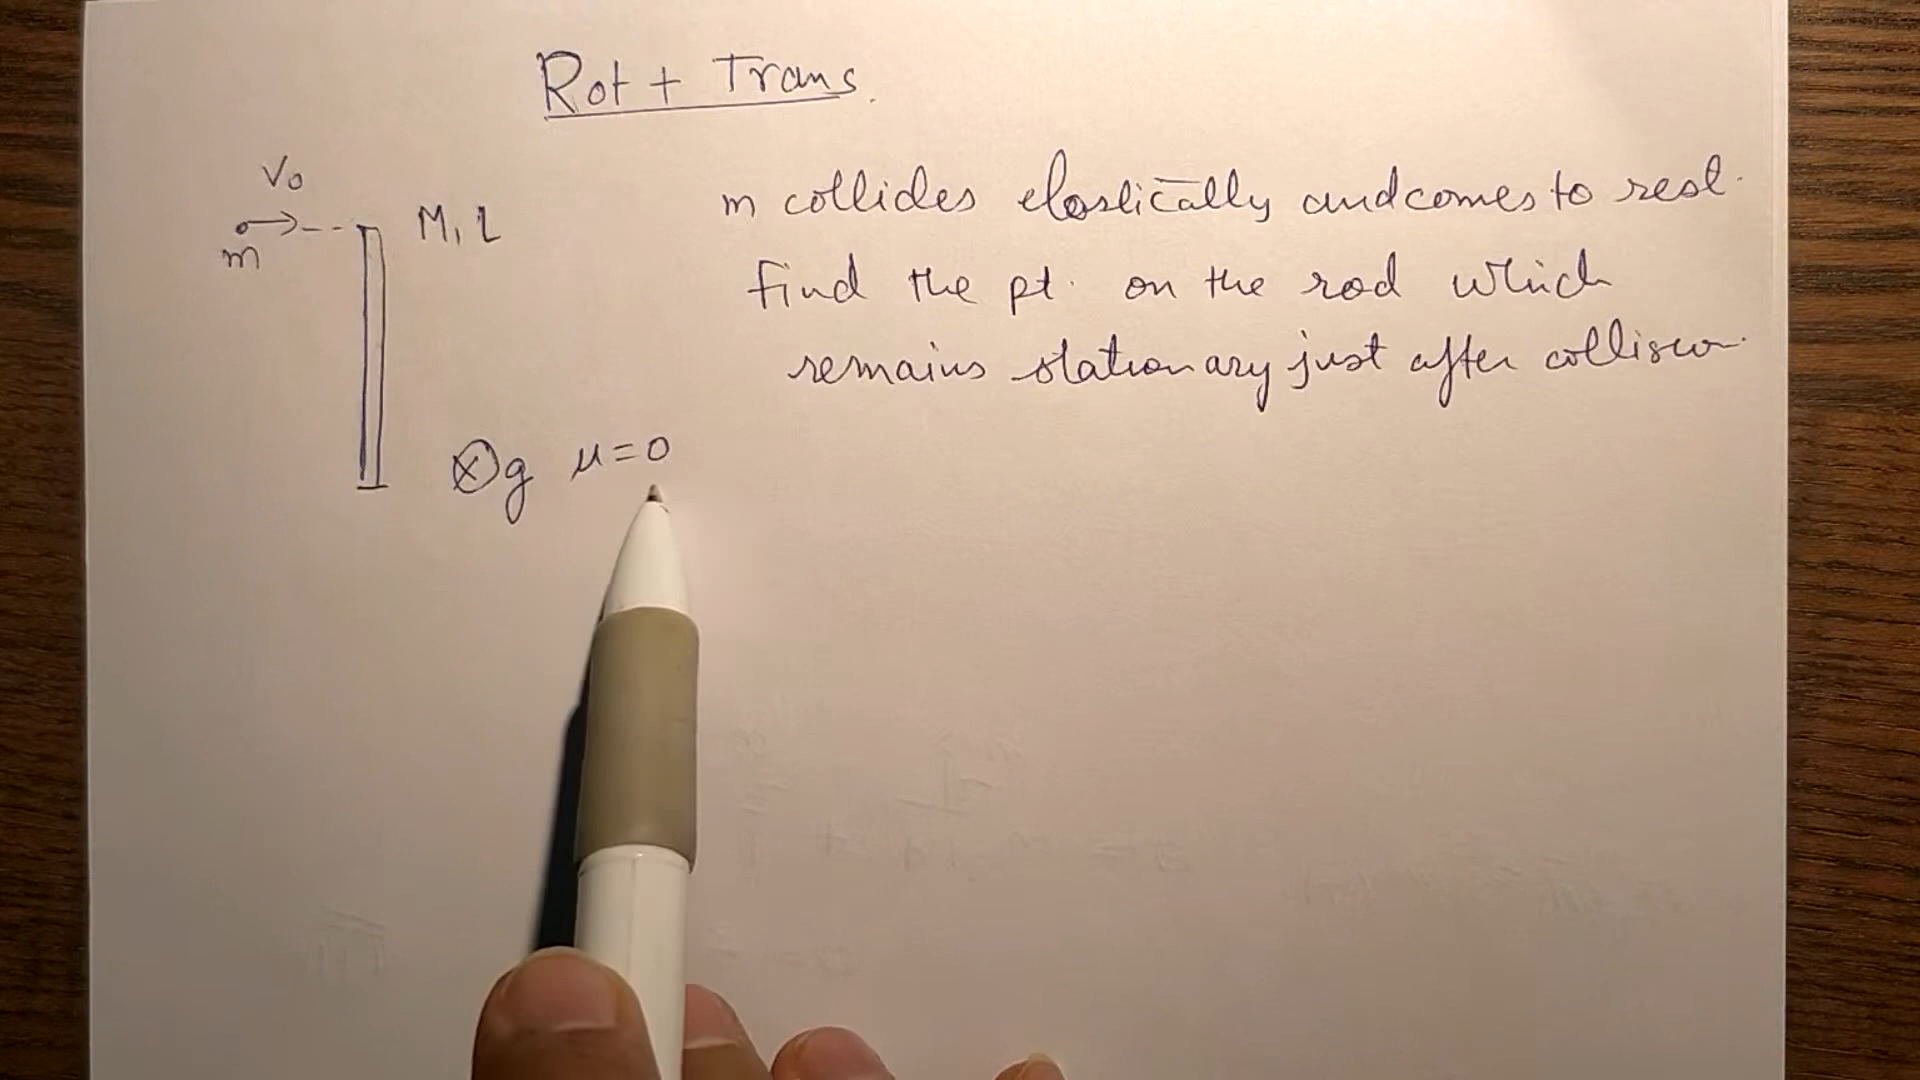 Rot + Trans.
V₀
m
M, L
m collides elastically and comes to rest.
find the pt. on the rod which
remains stationary just after collision.
⊗g μ=0